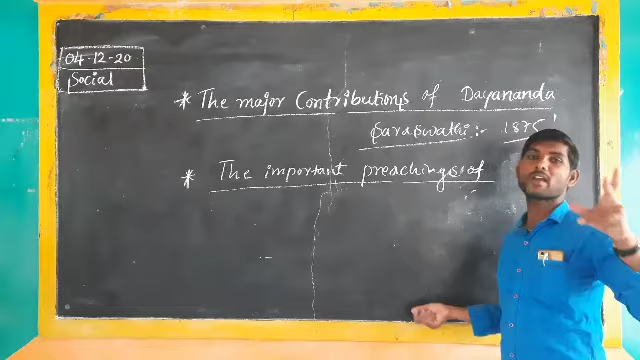 04-12-20
Social
* The major Contributions of Dayananda
Saraswathi:- 1875
* The important preachings of